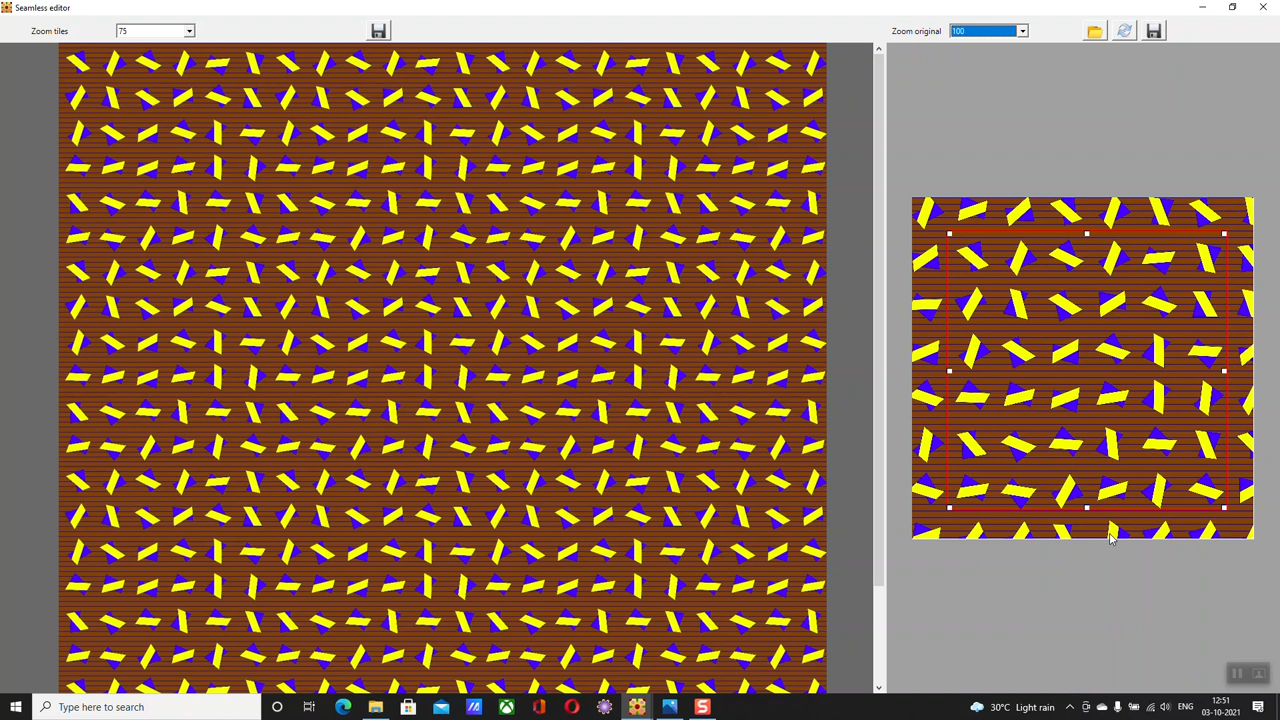 Seamless editor
Zoom tiles
75
Zoom original
100
Type here to search
30°C Light rain
ENG
12:51
03-10-2021